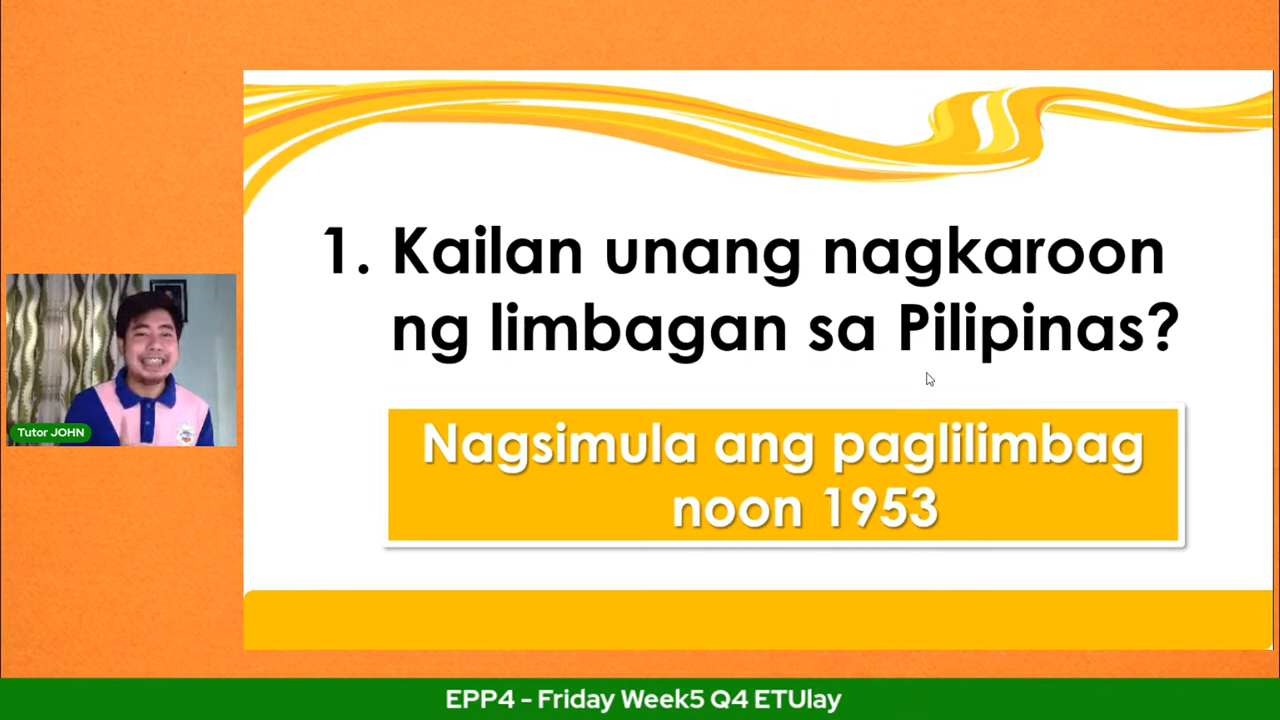 1. Kailan unang nagkaroon
ng limbagan sa Pilipinas?
Nagsimula ang paglilimbag
noon 1953
Tutor JOHN
EPP4 - Friday Week5 Q4 ETUlay